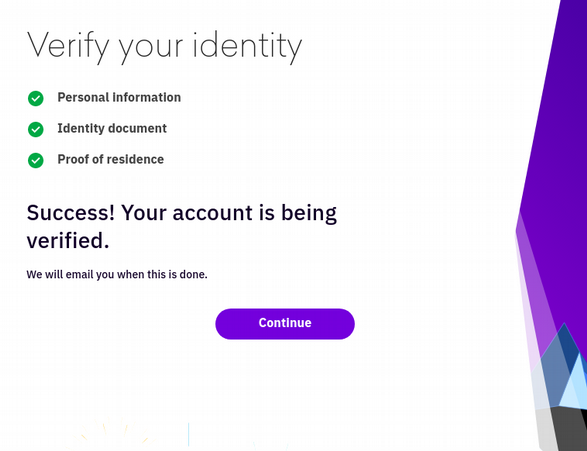 Verify your identity
Personal information
Identity document
Proof of residence
Success! Your account is being
verified.
We will email you when this is done.
Continue